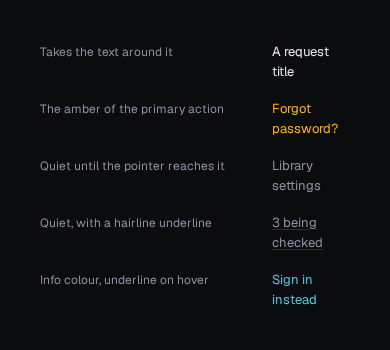 Takes the text around it
A request
title
The amber of the primary action
Forgot
password?
Quiet until the pointer reaches it
Library
settings
Quiet, with a hairline underline
3 being
checked
Info colour, underline on hover
Sign in
instead